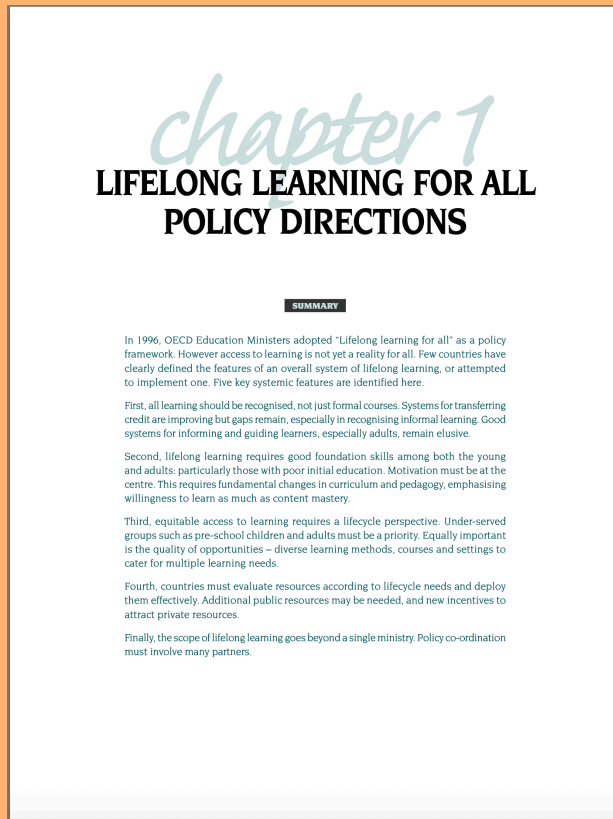 chapter 1
LIFELONG LEARNING FOR ALL
POLICY DIRECTIONS
SUMMARY
In 1996, OECD Education Ministers adopted “Lifelong learning for all” as a policy
framework. However access to learning is not yet a reality for all. Few countries have
clearly defined the features of an overall system of lifelong learning, or attempted
to implement one. Five key systemic features are identified here.
First, all learning should be recognised, not just formal courses. Systems for transferring
credit are improving but gaps remain, especially in recognising informal learning. Good
systems for informing and guiding learners, especially adults, remain elusive.
Second, lifelong learning requires good foundation skills among both the young
and adults: particularly those with poor initial education. Motivation must be at the
centre. This requires fundamental changes in curriculum and pedagogy, emphasising
willingness to learn as much as content mastery.
Third, equitable access to learning requires a lifecycle perspective. Under-served
groups such as pre-school children and adults must be a priority. Equally important
is the quality of opportunities – diverse learning methods, courses and settings to
cater for multiple learning needs.
Fourth, countries must evaluate resources according to lifecycle needs and deploy
them effectively. Additional public resources may be needed, and new incentives to
attract private resources.
Finally, the scope of lifelong learning goes beyond a single ministry. Policy co-ordination
must involve many partners.